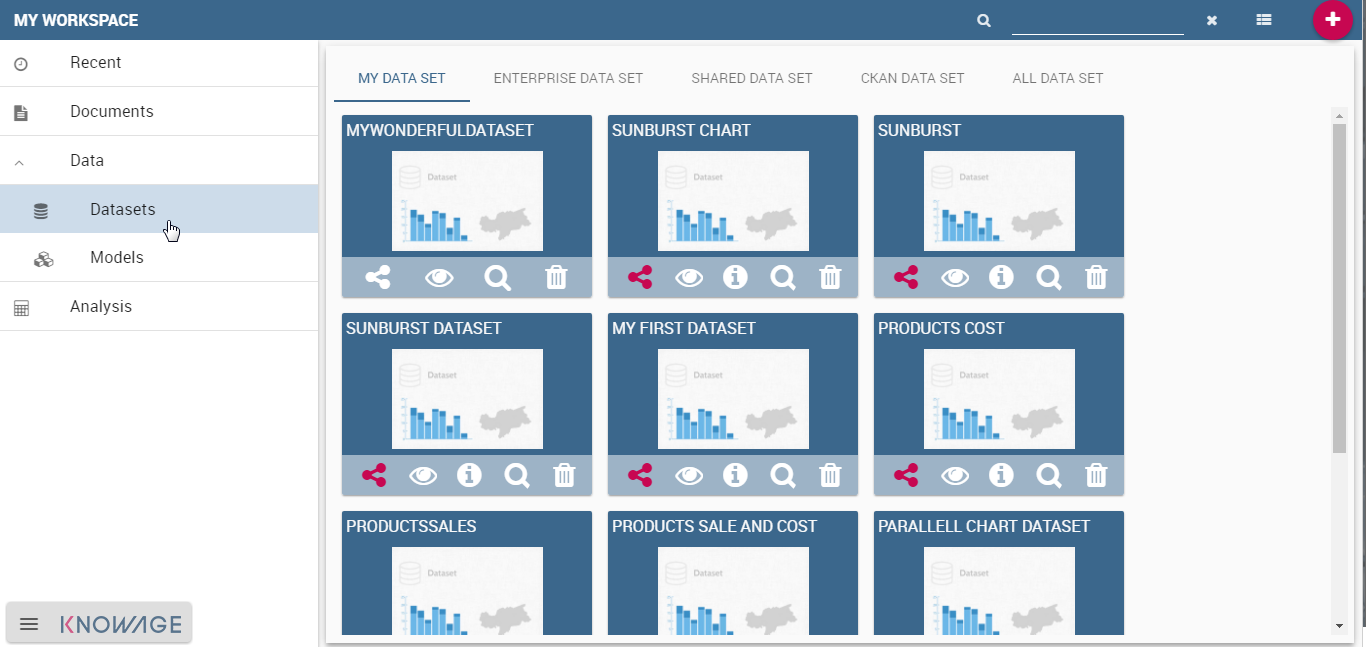 MY WORKSPACE
Recent
Documents
Data
Datasets
Models
Analysis
KNOWAGE
MY DATA SET
ENTERPRISE DATA SET
SHARED DATA SET
CKAN DATA SET
ALL DATA SET
MYWONDERFULDATASET
Dataset
SUNBURST CHART
Dataset
SUNBURST
Dataset
SUNBURST DATASET
Dataset
MY FIRST DATASET
Dataset
PRODUCTS COST
Dataset
PRODUCTSSALES
Dataset
PRODUCTS SALE AND COST
Dataset
PARALLELL CHART DATASET
Dataset